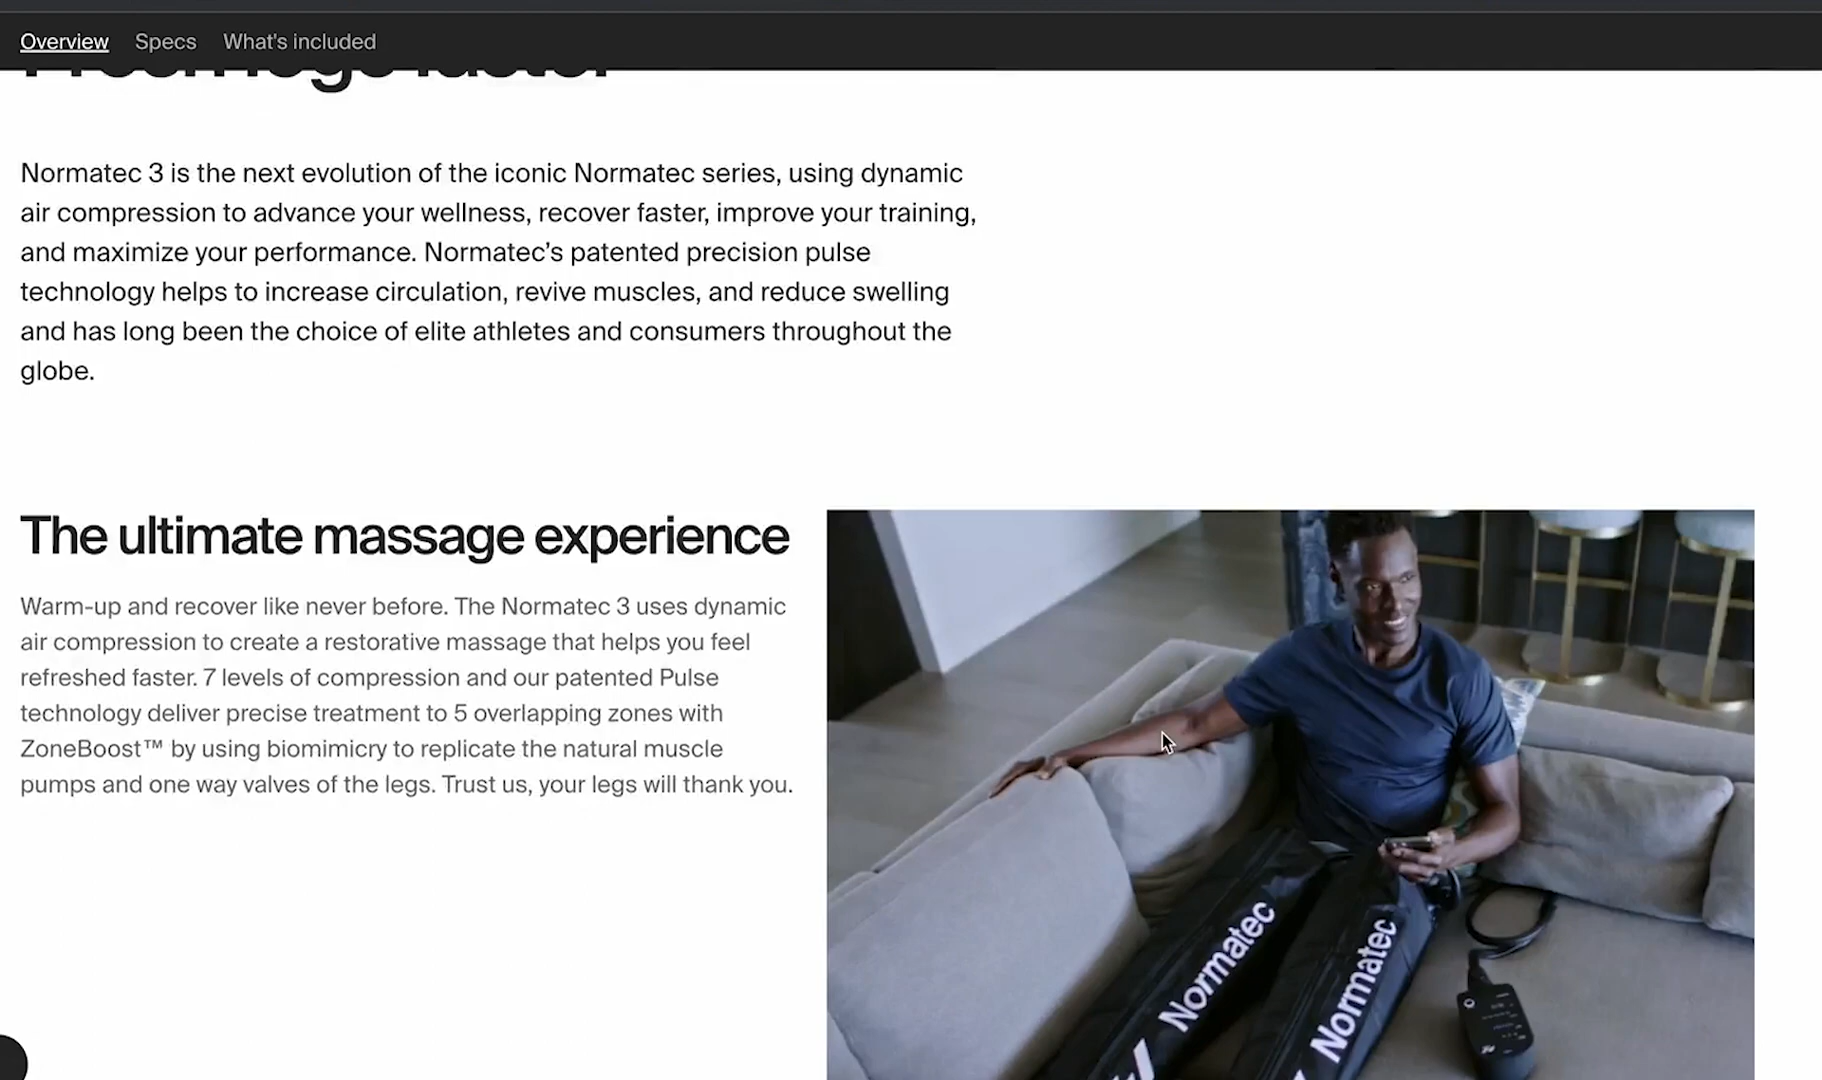 Overview Specs What's included
Normatec 3 is the next evolution of the iconic Normatec series, using dynamic
air compression to advance your wellness, recover faster, improve your training,
and maximize your performance. Normatec’s patented precision pulse
technology helps to increase circulation, revive muscles, and reduce swelling
and has long been the choice of elite athletes and consumers throughout the
globe.
The ultimate massage experience
Warm-up and recover like never before. The Normatec 3 uses dynamic
air compression to create a restorative massage that helps you feel
refreshed faster. 7 levels of compression and our patented Pulse
technology deliver precise treatment to 5 overlapping zones with
ZoneBoost™ by using biomimicry to replicate the natural muscle
pumps and one way valves of the legs. Trust us, your legs will thank you.
Normatec
Normatec